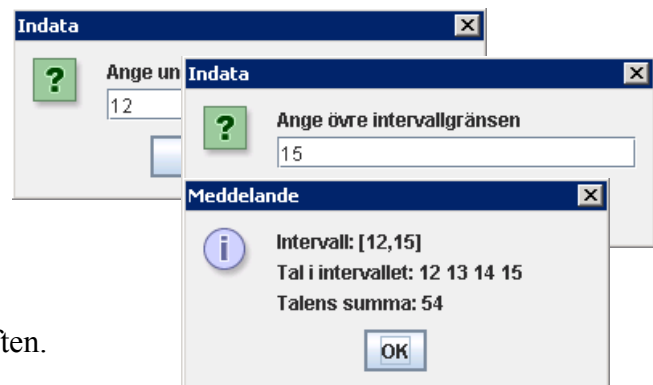 Indata
Ange un
12
Indata
Ange övre intervallgränsen
15
Meddelande
Intervall: [12,15]
Tal i intervallet: 12 13 14 15
Talens summa: 54
OK
ften.